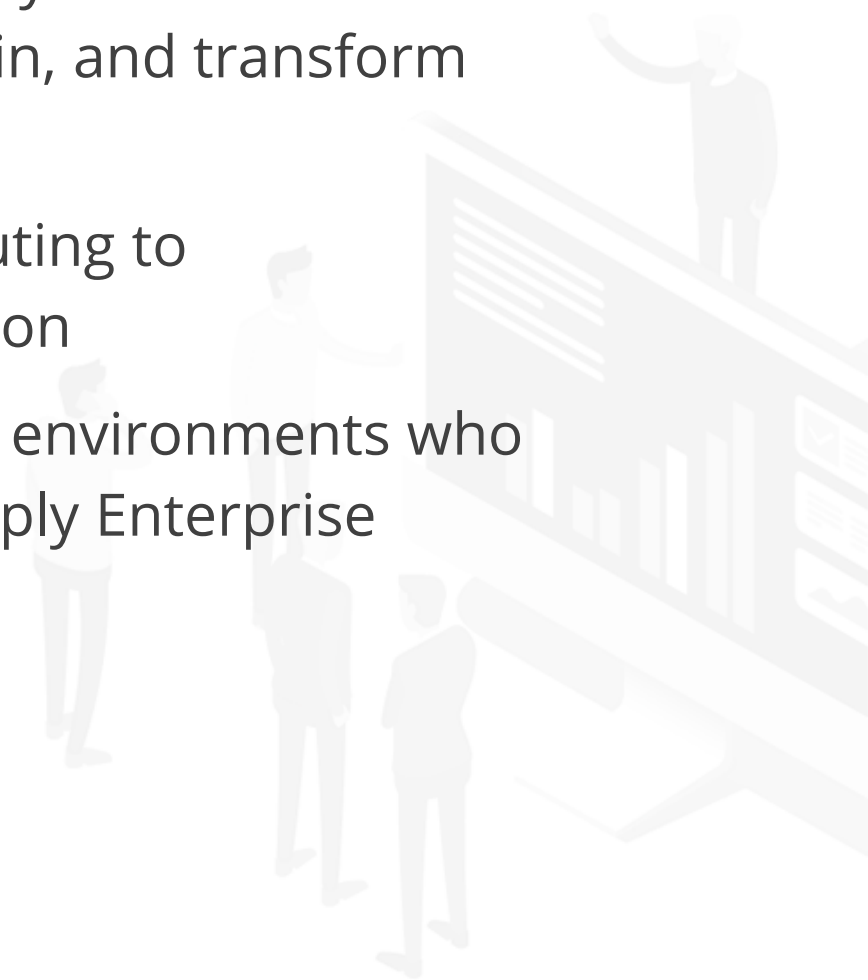 in, and transform
uting to
on
environments who
ply Enterprise